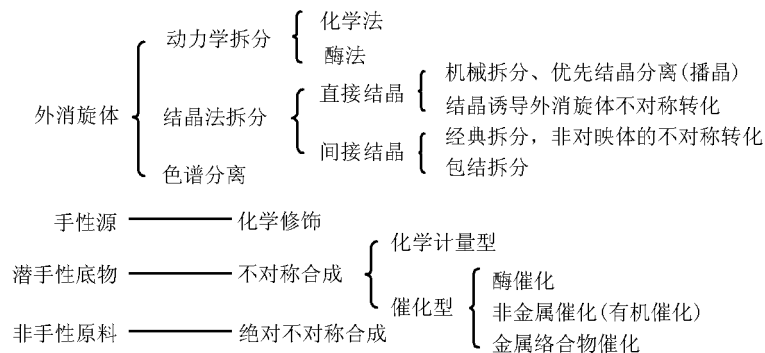 外消旋体
动力学拆分
化学法
酶法
结晶法拆分
直接结晶
机械拆分、优先结晶分离(播晶)
结晶诱导外消旋体不对称转化
间接结晶
经典拆分，非对映体的不对称转化
包结拆分
色谱分离
手性源
化学修饰
潜手性底物
不对称合成
化学计量型
催化型
酶催化
非金属催化(有机催化)
金属络合物催化
非手性原料
绝对不对称合成